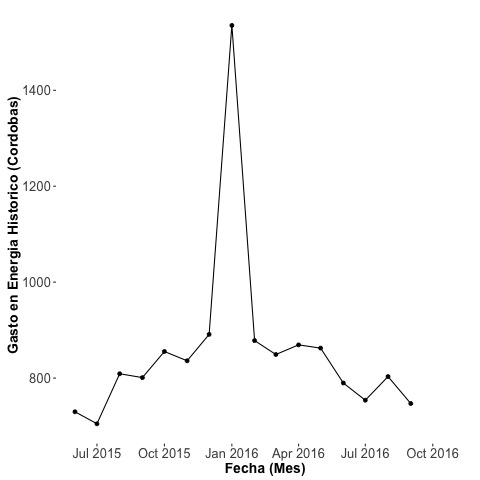 Gasto en Energia Historico (Cordobas)
1400
1200
1000
800
Jul 2015 Oct 2015 Jan 2016 Apr 2016 Jul 2016 Oct 2016
Fecha (Mes)